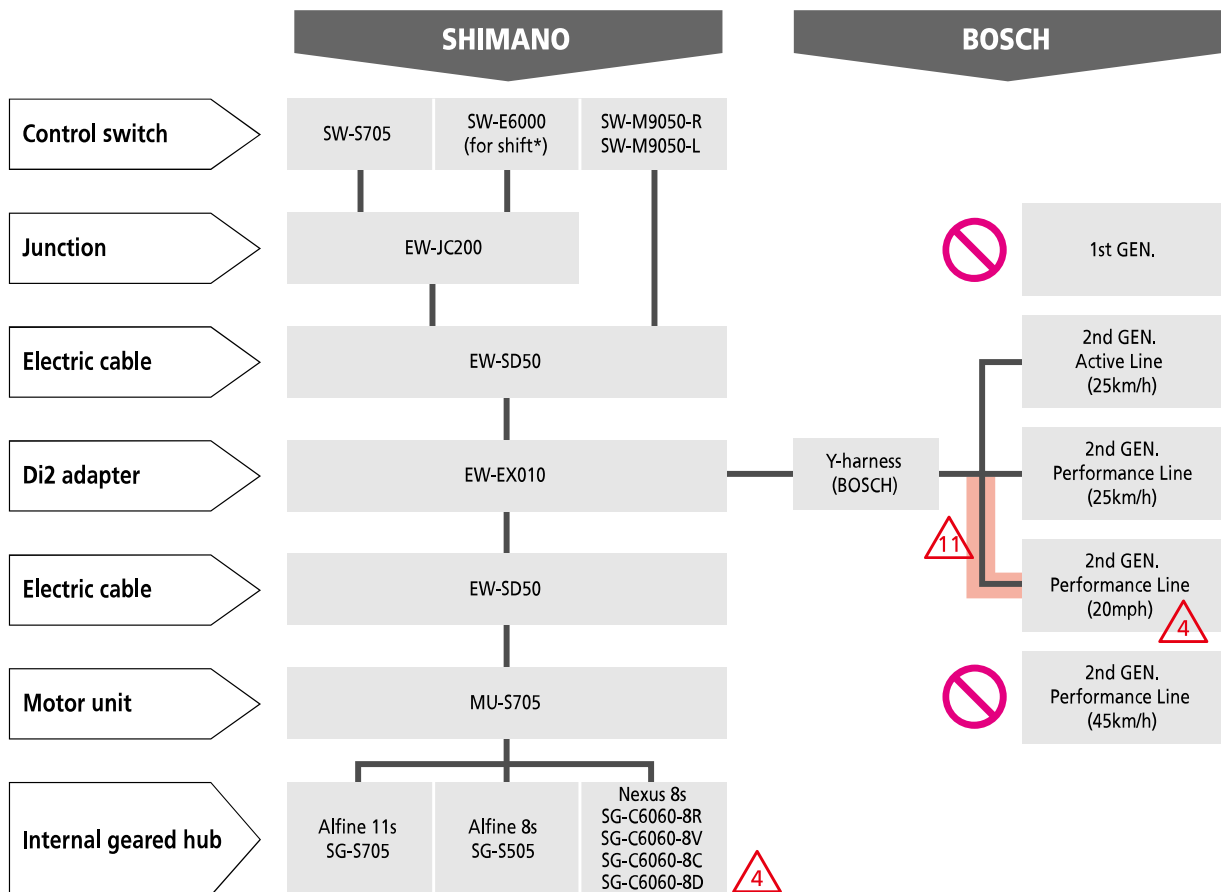 SHIMANO
BOSCH
Control switch
SW-S705
SW-E6000
(for shift*)
SW-M9050-R
SW-M9050-L
Junction
EW-JC200
1st GEN.
Electric cable
EW-SD50
2nd GEN.
Active Line
(25km/h)
Di2 adapter
EW-EX010
Y-harness
(BOSCH)
2nd GEN.
Performance Line
(25km/h)
11
Electric cable
EW-SD50
2nd GEN.
Performance Line
(20mph)
4
Motor unit
MU-S705
2nd GEN.
Performance Line
(45km/h)
Internal geared hub
Alfine 11s
SG-S705
Alfine 8s
SG-S505
Nexus 8s
SG-C6060-8R
SG-C6060-8V
SG-C6060-8C
SG-C6060-8D
4